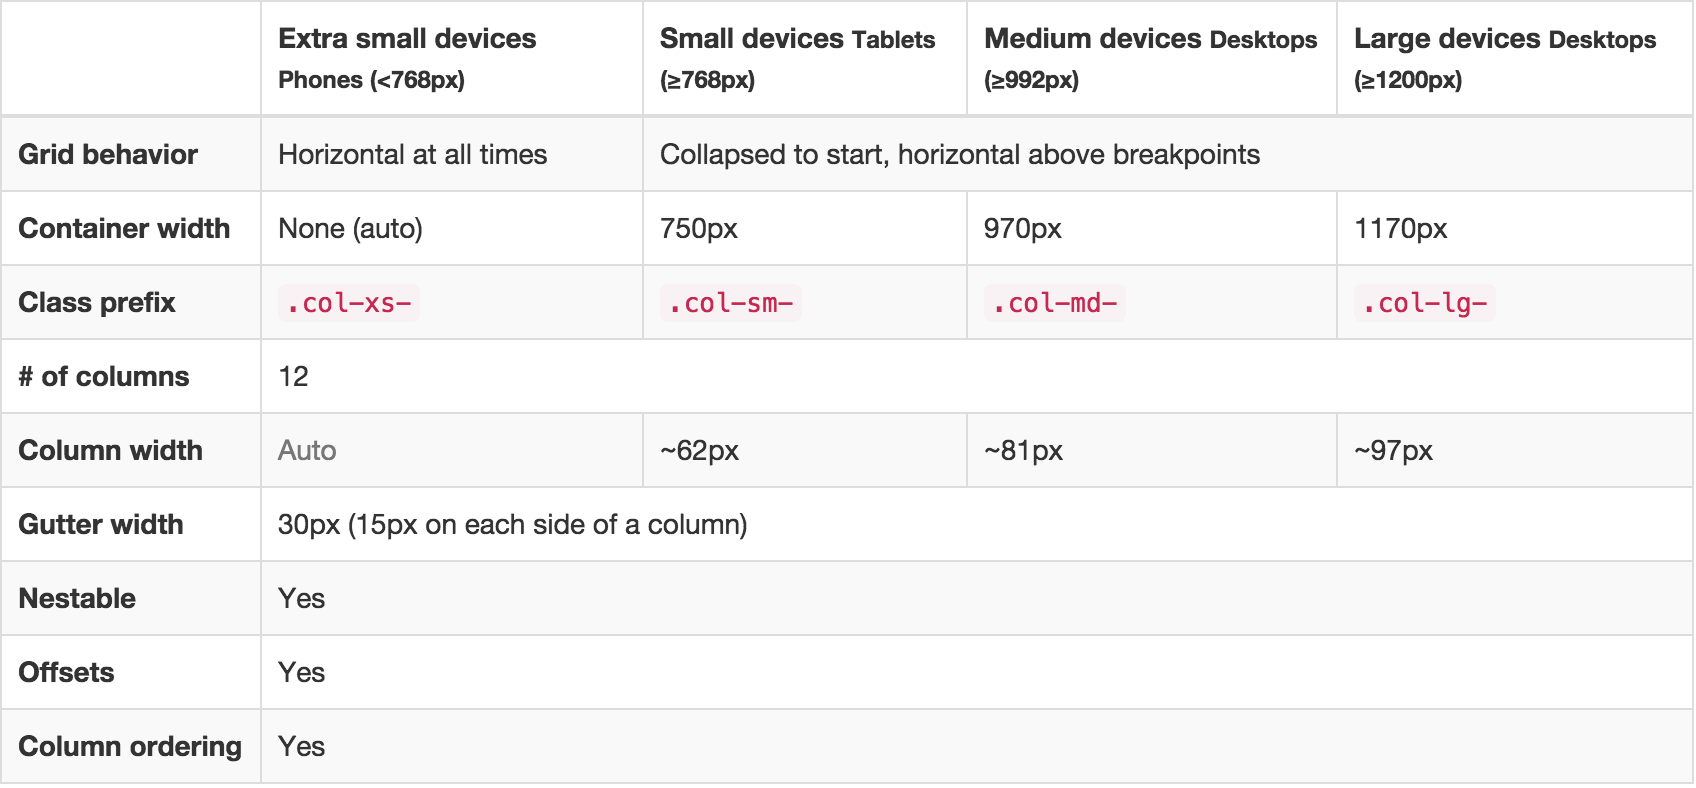 Extra small devices Small devices Tablets Medium devices Desktops Large devices Desktops
Phones (<768px) (≥768px) (≥992px) (≥1200px)
Grid behavior Horizontal at all times Collapsed to start, horizontal above breakpoints
Container width None (auto) 750px 970px 1170px
Class prefix .col-xs- .col-sm- .col-md- .col-lg-
# of columns 12
Column width Auto ~62px ~81px ~97px
Gutter width 30px (15px on each side of a column)
Nestable Yes
Offsets Yes
Column ordering Yes